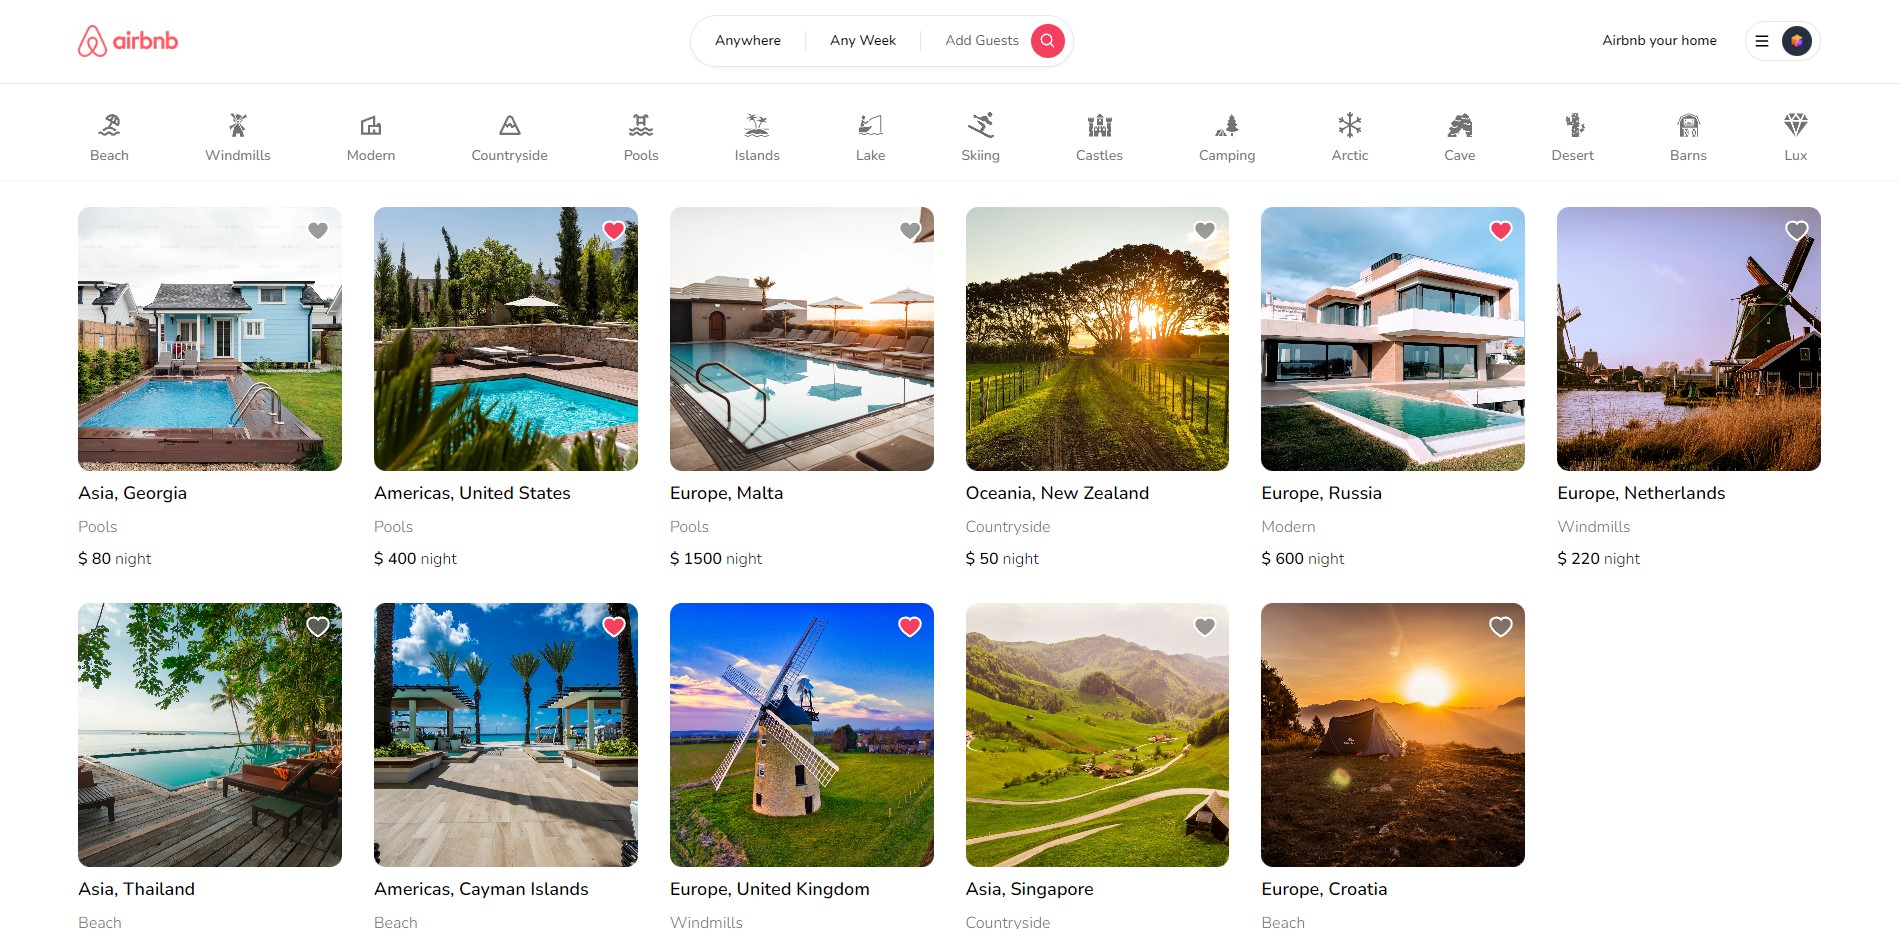 airbnb
Anywhere
Any Week
Add Guests
Airbnb your home
Beach
Windmills
Modern
Countryside
Pools
Islands
Lake
Skiing
Castles
Camping
Arctic
Cave
Desert
Barns
Lux
Asia, Georgia
Pools
$ 80 night
Americas, United States
Pools
$ 400 night
Europe, Malta
Pools
$ 1500 night
Oceania, New Zealand
Countryside
$ 50 night
Europe, Russia
Modern
$ 600 night
Europe, Netherlands
Windmills
$ 220 night
Asia, Thailand
Beach
Americas, Cayman Islands
Beach
Europe, United Kingdom
Windmills
Asia, Singapore
Countryside
Europe, Croatia
Beach